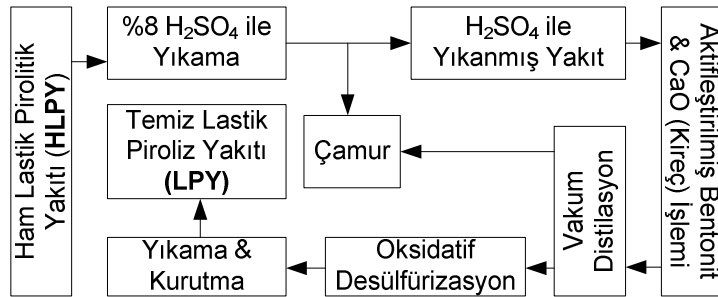 Ham Lastik Pirolitik
Yakıtı (HLPY)
%8 H₂SO₄ ile
Yıkama
H₂SO₄ ile
Yıkanmış Yakıt
Aktifleştirilmiş Bentonit
& CaO (Kireç) İşlemi
Temiz Lastik
Piroliz Yakıtı
(LPY)
Çamur
Vakum
Distilasyon
Yıkama &
Kurutma
Oksidatif
Desülfürizasyon